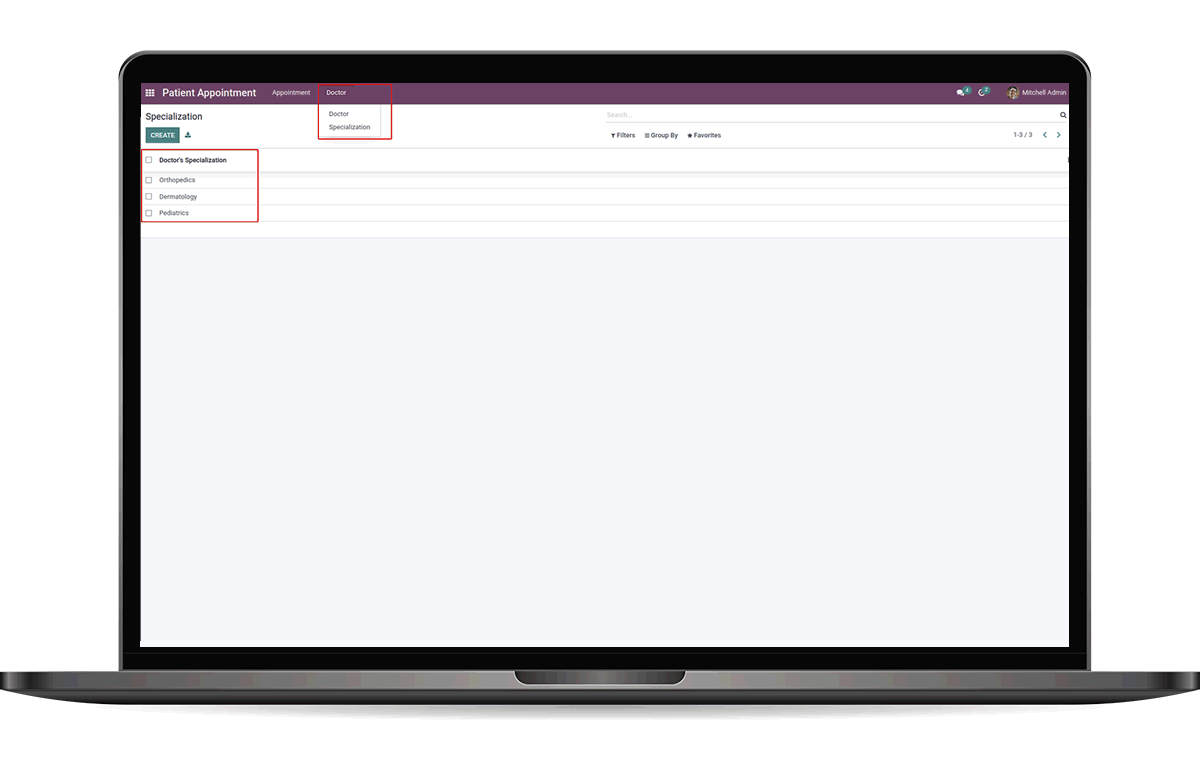 Patient Appointment Appointment Doctor 4 2 Mitchell Admin
Doctor
Specialization
Specialization
Search...
CREATE
Filters Group By Favorites
1-3 / 3
Doctor's Specialization
Orthopedics
Dermatology
Pediatrics